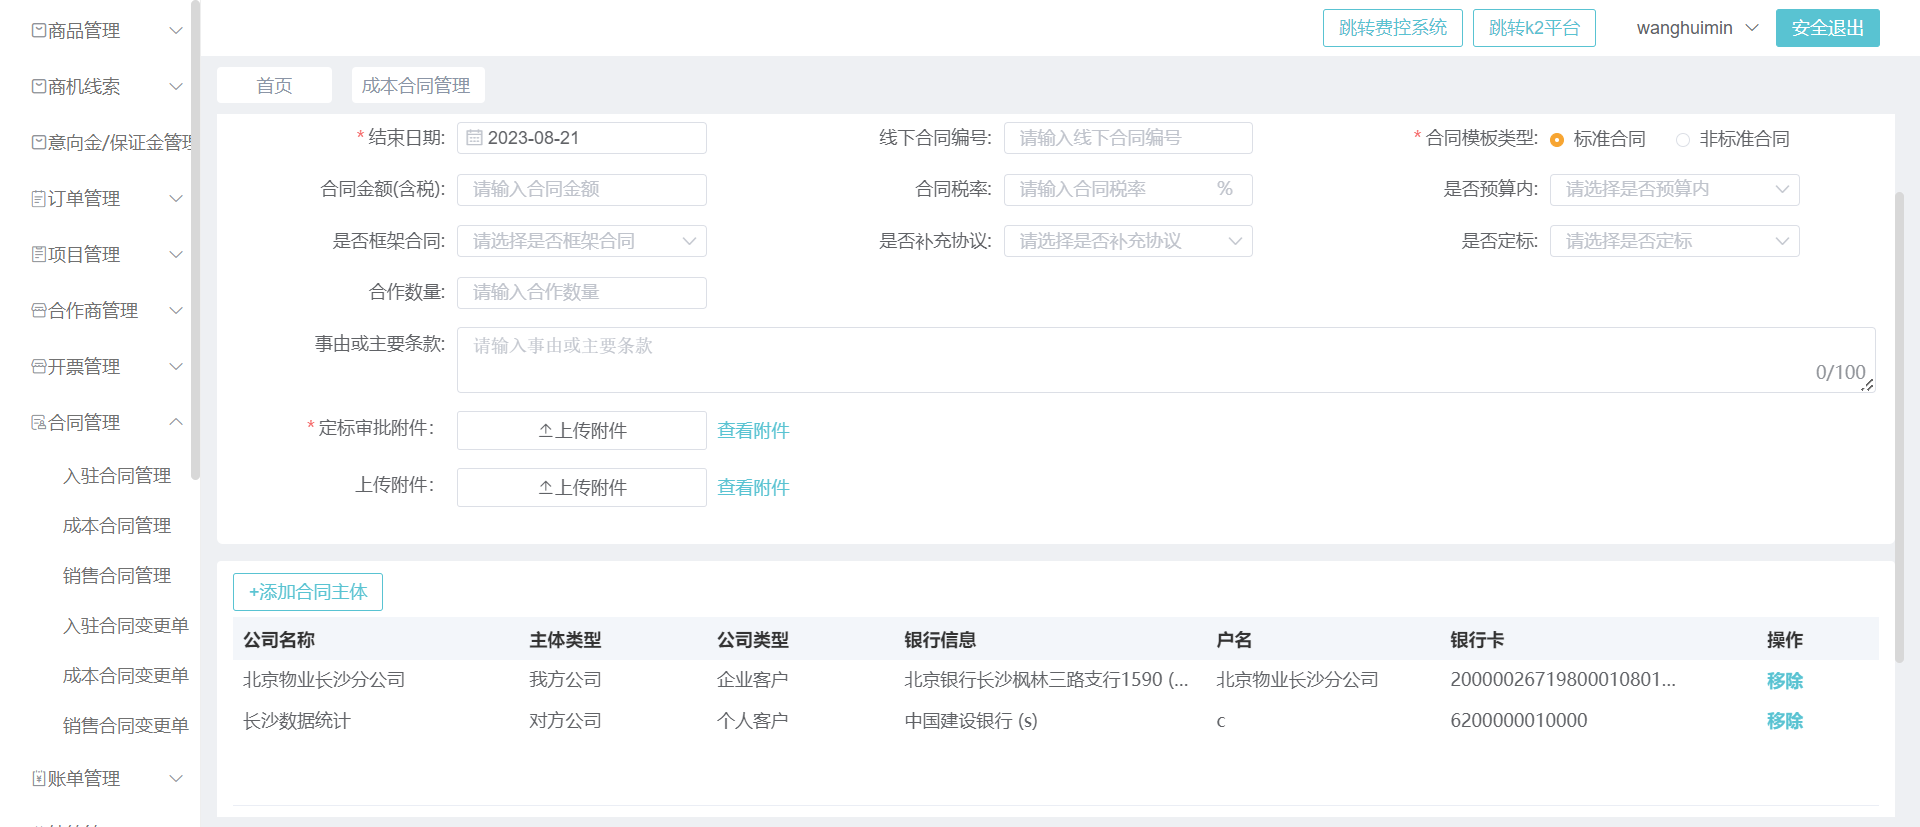 跳转费控系统 跳转k2平台 wanghuimin 安全退出
首页 成本合同管理
商品管理
商机线索
意向金/保证金管理
订单管理
项目管理
合作商管理
开票管理
合同管理
入驻合同管理
成本合同管理
销售合同管理
入驻合同变更单
成本合同变更单
销售合同变更单
账单管理
*结束日期: 2023-08-21 线下合同编号: 请输入线下合同编号 *合同模板类型: 标准合同 非标准合同
合同金额(含税): 请输入合同金额 合同税率: 请输入合同税率 % 是否预算内: 请选择是否预算内
是否框架合同: 请选择是否框架合同 是否补充协议: 请选择是否补充协议 是否定标: 请选择是否定标
合作数量: 请输入合作数量
事由或主要条款: 请输入事由或主要条款
0/100
*定标审批附件： 上传附件 查看附件
上传附件： 上传附件 查看附件
+添加合同主体
公司名称 主体类型 公司类型 银行信息 户名 银行卡 操作
北京物业长沙分公司 我方公司 企业客户 北京银行长沙枫林三路支行1590 (... 北京物业长沙分公司 20000026719800010801... 移除
长沙数据统计 对方公司 个人客户 中国建设银行 (s) c 6200000010000 移除